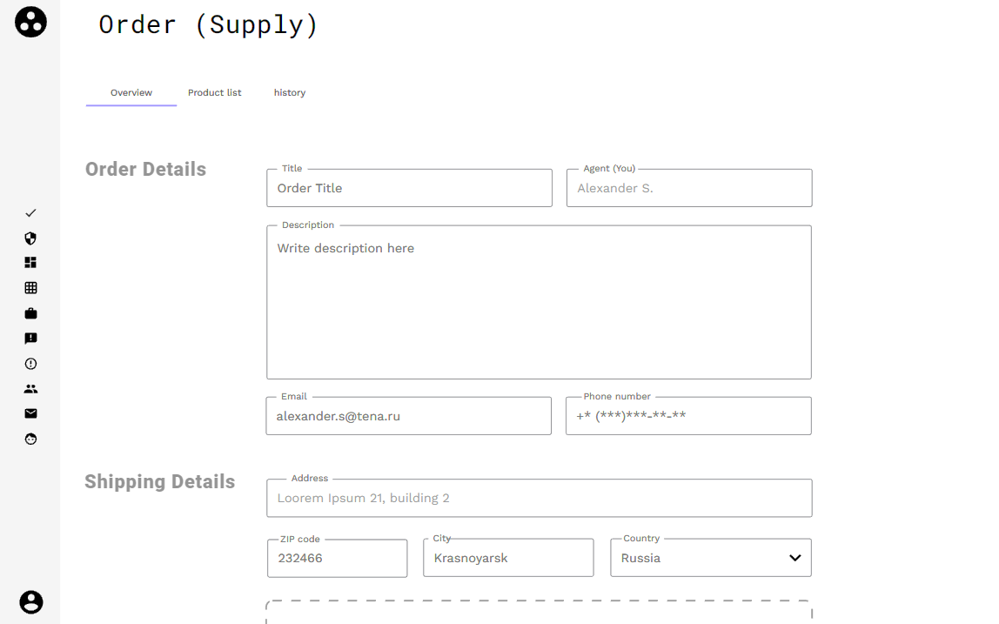 Order (Supply)
Overview Product list history
Order Details
Title Agent (You)
Order Title Alexander S.
Description
Write description here
Email Phone number
alexander.s@tena.ru +* (***)***-**-**
Shipping Details
Address
Loorem Ipsum 21, building 2
ZIP code City Country
232466 Krasnoyarsk Russia